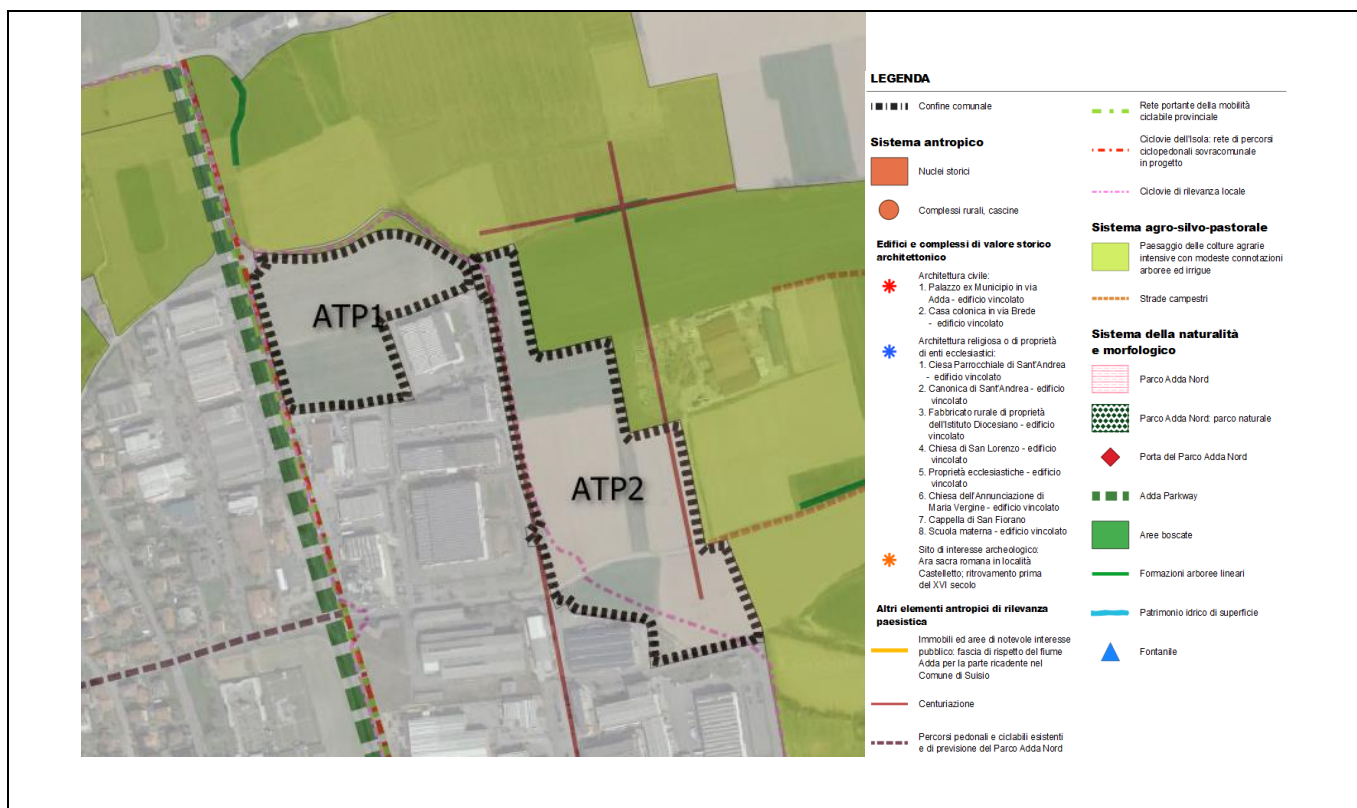 ATP1
ATP2
LEGENDA
Confine comunale
Sistema antropico
Nuclei storici
Complessi rurali, cascine
Edifici e complessi di valore storico
architettonico
Architettura civile:
1. Palazzo ex Municipio in via
Adda - edificio vincolato
2. Casa colonica in via Brede
- edificio vincolato
Architettura religiosa o di proprietà
di enti ecclesiastici:
1. Ciesa Parrocchiale di Sant'Andrea
- edificio vincolato
2. Canonica di Sant'Andrea - edificio
vincolato
3. Fabbricato rurale di proprietà
dell'Istituto Diocesiano - edificio
vincolato
4. Chiesa di San Lorenzo - edificio
vincolato
5. Proprietà ecclesiastiche - edificio
vincolato
6. Chiesa dell'Annunciazione di
Maria Vergine - edificio vincolato
7. Cappella di San Fiorano
8. Scuola materna - edificio vincolato
Sito di interesse archeologico:
Ara sacra romana in località
Castelletto; ritrovamento prima
del XVI secolo
Altri elementi antropici di rilevanza
paesistica
Immobili ed aree di notevole interesse
pubblico: fascia di rispetto del fiume
Adda per la parte ricadente nel
Comune di Suisio
Centuriazione
Percorsi pedonali e ciclabili esistenti
e di previsione del Parco Adda Nord
Rete portante della mobilità
ciclabile provinciale
Ciclovie dell'Isola: rete di percorsi
ciclopedonali sovracomunale
in progetto
Ciclovie di rilevanza locale
Sistema agro-silvo-pastorale
Paesaggio delle colture agrarie
intensive con modeste connotazioni
arboree ed irrigue
Strade campestri
Sistema della naturalità
e morfologico
Parco Adda Nord
Parco Adda Nord: parco naturale
Porta del Parco Adda Nord
Adda Parkway
Aree boscate
Formazioni arboree lineari
Patrimonio idrico di superficie
Fontanile